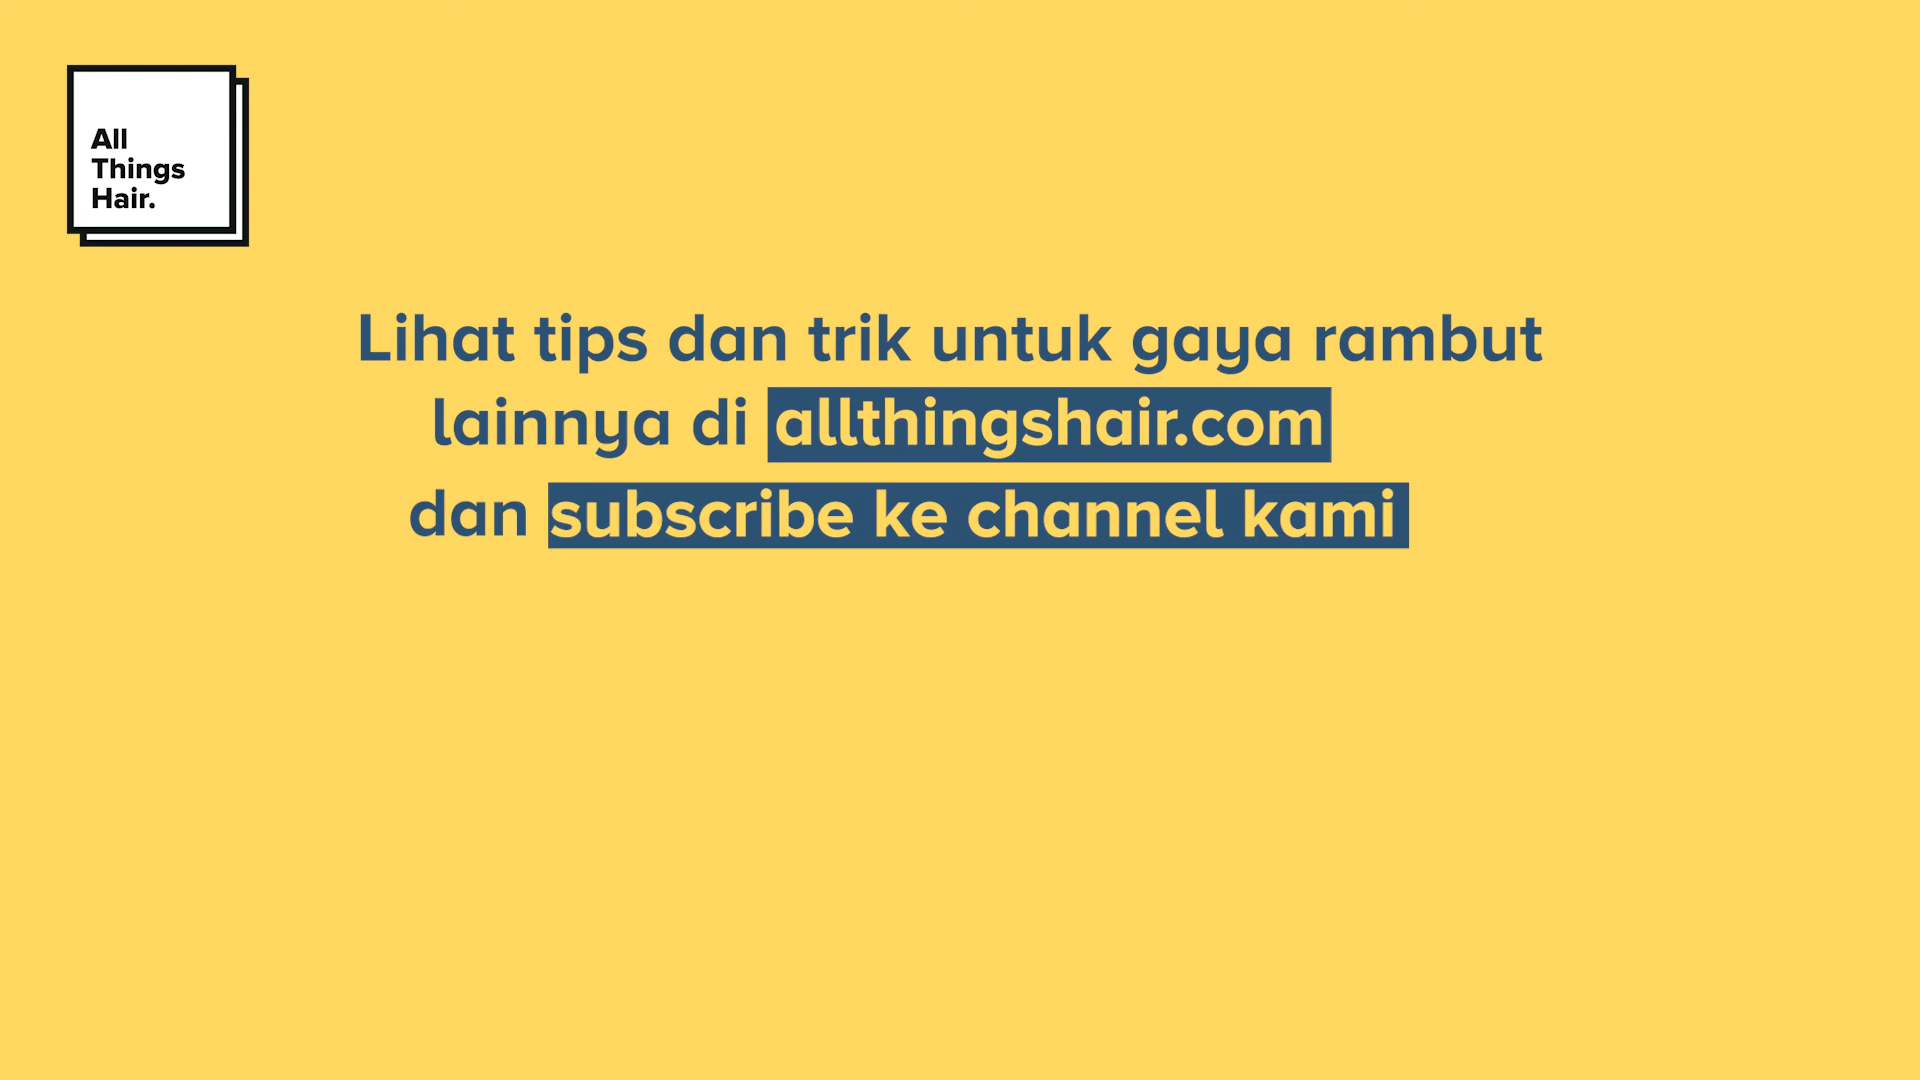 All
Things
Hair.
Lihat tips dan trik untuk gaya rambut
lainnya di allthingshair.com
dan subscribe ke channel kami